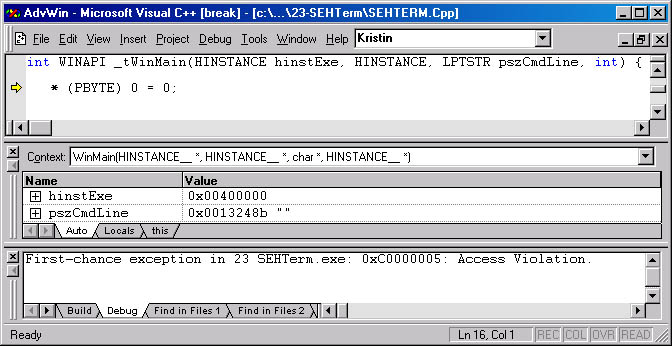 AdvWin - Microsoft Visual C++ [break] - [c:\...\23-SEHTerm\SEHTERM.Cpp]
File Edit View Insert Project Debug Tools Window Help Kristin
int WINAPI _tWinMain(HINSTANCE hinstExe, HINSTANCE, LPTSTR pszCmdLine, int) {
* (PBYTE) 0 = 0;
Context: WinMain(HINSTANCE__ *, HINSTANCE__ *, char *, HINSTANCE__ *)
Name Value
hinstExe 0x00400000
pszCmdLine 0x0013248b ""
Auto Locals this
First-chance exception in 23 SEHTerm.exe: 0xC0000005: Access Violation.
Build Debug Find in Files 1 Find in Files 2
Ready Ln 16, Col 1 REC COL OVR READ